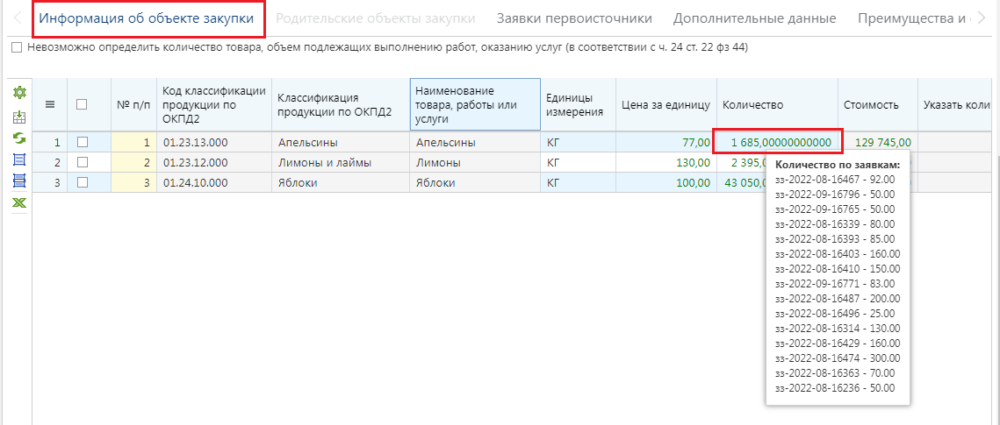 Информация об объекте закупки Родительские объекты закупки Заявки первоисточники Дополнительные данные Преимущества и
Невозможно определить количество товара, объем подлежащих выполнению работ, оказанию услуг (в соответствии с ч. 24 ст. 22 фз 44)
№ п/п Код классификации продукции по ОКПД2 Классификация продукции по ОКПД2 Наименование товара, работы или услуги Единицы измерения Цена за единицу Количество Стоимость Указать коли
1 1 01.23.13.000 Апельсины Апельсины КГ 77,00 1 685,00000000000 129 745,00
2 2 01.23.12.000 Лимоны и лаймы Лимоны КГ 130,00 2 395,0
3 3 01.24.10.000 Яблоки Яблоки КГ 100,00 43 050,0
Количество по заявкам:
зз-2022-08-16467 - 92.00
зз-2022-09-16796 - 50.00
зз-2022-09-16765 - 50.00
зз-2022-08-16339 - 80.00
зз-2022-08-16393 - 85.00
зз-2022-08-16403 - 160.00
зз-2022-08-16410 - 150.00
зз-2022-09-16771 - 83.00
зз-2022-08-16487 - 200.00
зз-2022-08-16496 - 25.00
зз-2022-08-16314 - 130.00
зз-2022-08-16429 - 160.00
зз-2022-08-16474 - 300.00
зз-2022-08-16363 - 70.00
зз-2022-08-16236 - 50.00